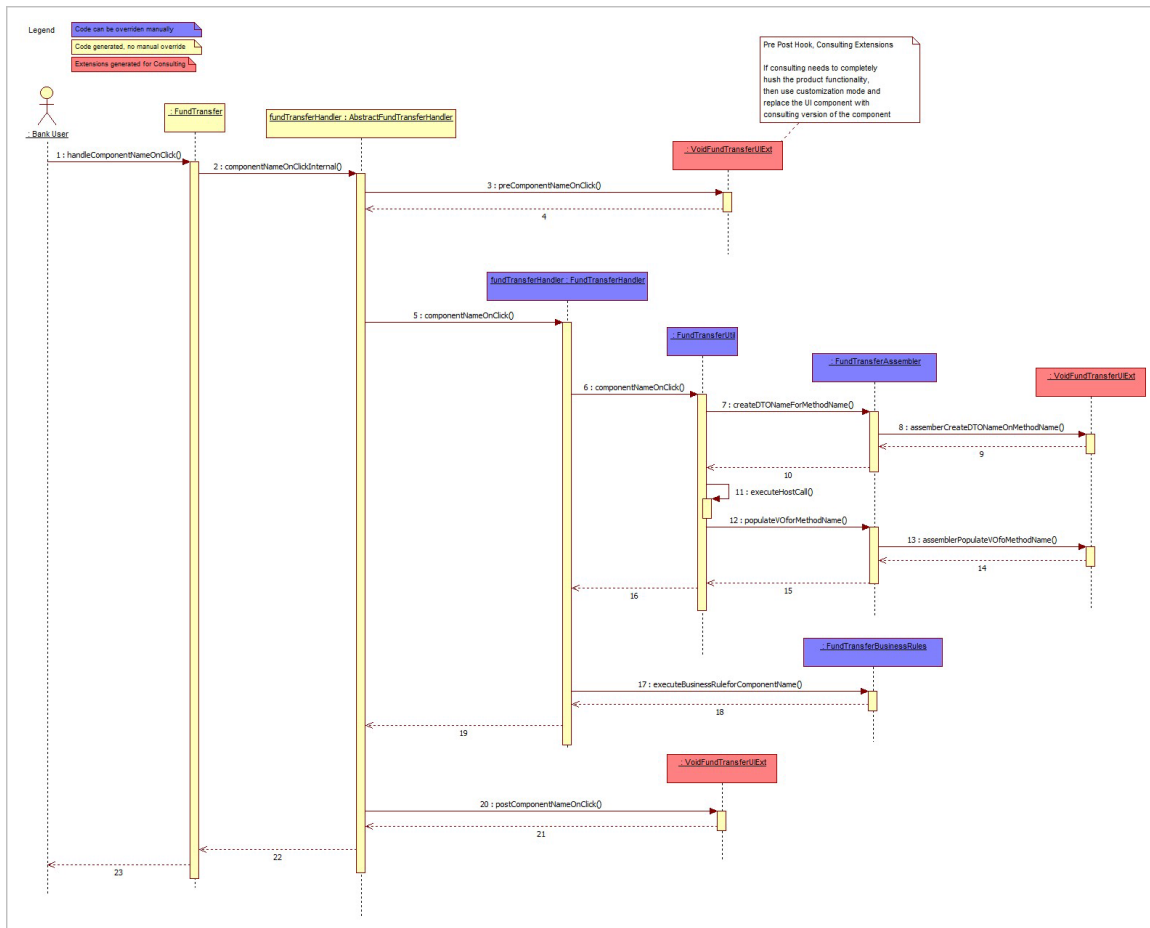 Legend
Code can be overriden manually
Code generated, no manual override
Extensions generated for Consulting
Pre Post Hook, Consulting Extensions
If consulting needs to completely
hush the product functionality,
then use customization mode and
replace the UI component with
consulting version of the component
: Bank User
: FundTransfer
fundTransferHandler : AbstractFundTransferHandler
: VoidFundTransferUIExt
1 : handleComponentNameOnClick()
2 : componentNameOnClickInternal()
3 : preComponentNameOnClick()
4
fundTransferHandler : FundTransferHandler
5 : componentNameOnClick()
: FundTransferUtil
: FundTransferAssembler
: VoidFundTransferUIExt
6 : componentNameOnClick()
7 : createDTONameForMethodName()
8 : assemberCreateDTONameOnMethodName()
9
10
11 : executeHostCall()
12 : populateVOforMethodName()
13 : assemblerPopulateVOfoMethodName()
14
15
16
: FundTransferBusinessRules
17 : executeBusinessRuleforComponentName()
18
19
: VoidFundTransferUIExt
20 : postComponentNameOnClick()
21
22
23